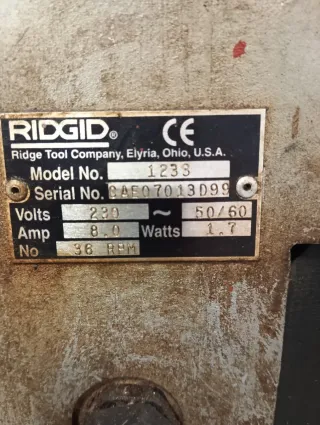 RIDGID® CE
Ridge Tool Company, Elyria, Ohio, U.S.A.
Model No. 1233
Serial No. CAE07013D99
Volts 230 ~ 50/60
Amp 8.0 Watts 1.7
No 36 RPM